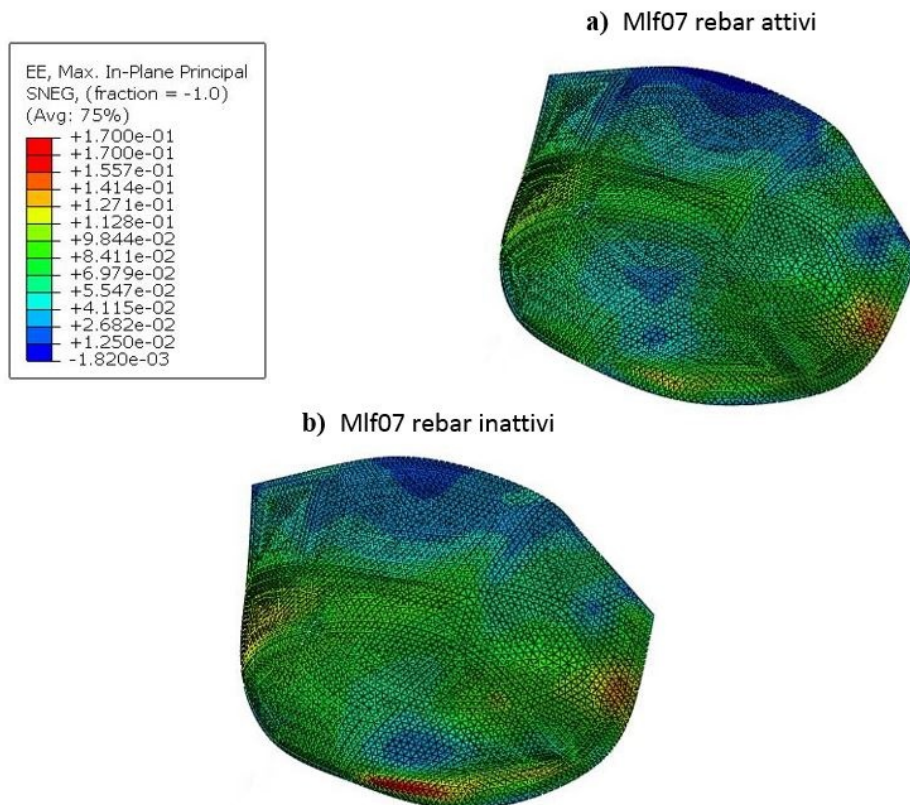 a) Mlf07 rebar attivi
EE, Max. In-Plane Principal
SNEG, (fraction = -1.0)
(Avg: 75%)
+1.700e-01
+1.700e-01
+1.557e-01
+1.414e-01
+1.271e-01
+1.128e-01
+9.844e-02
+8.411e-02
+6.979e-02
+5.547e-02
+4.115e-02
+2.682e-02
+1.250e-02
-1.820e-03
b) Mlf07 rebar inattivi